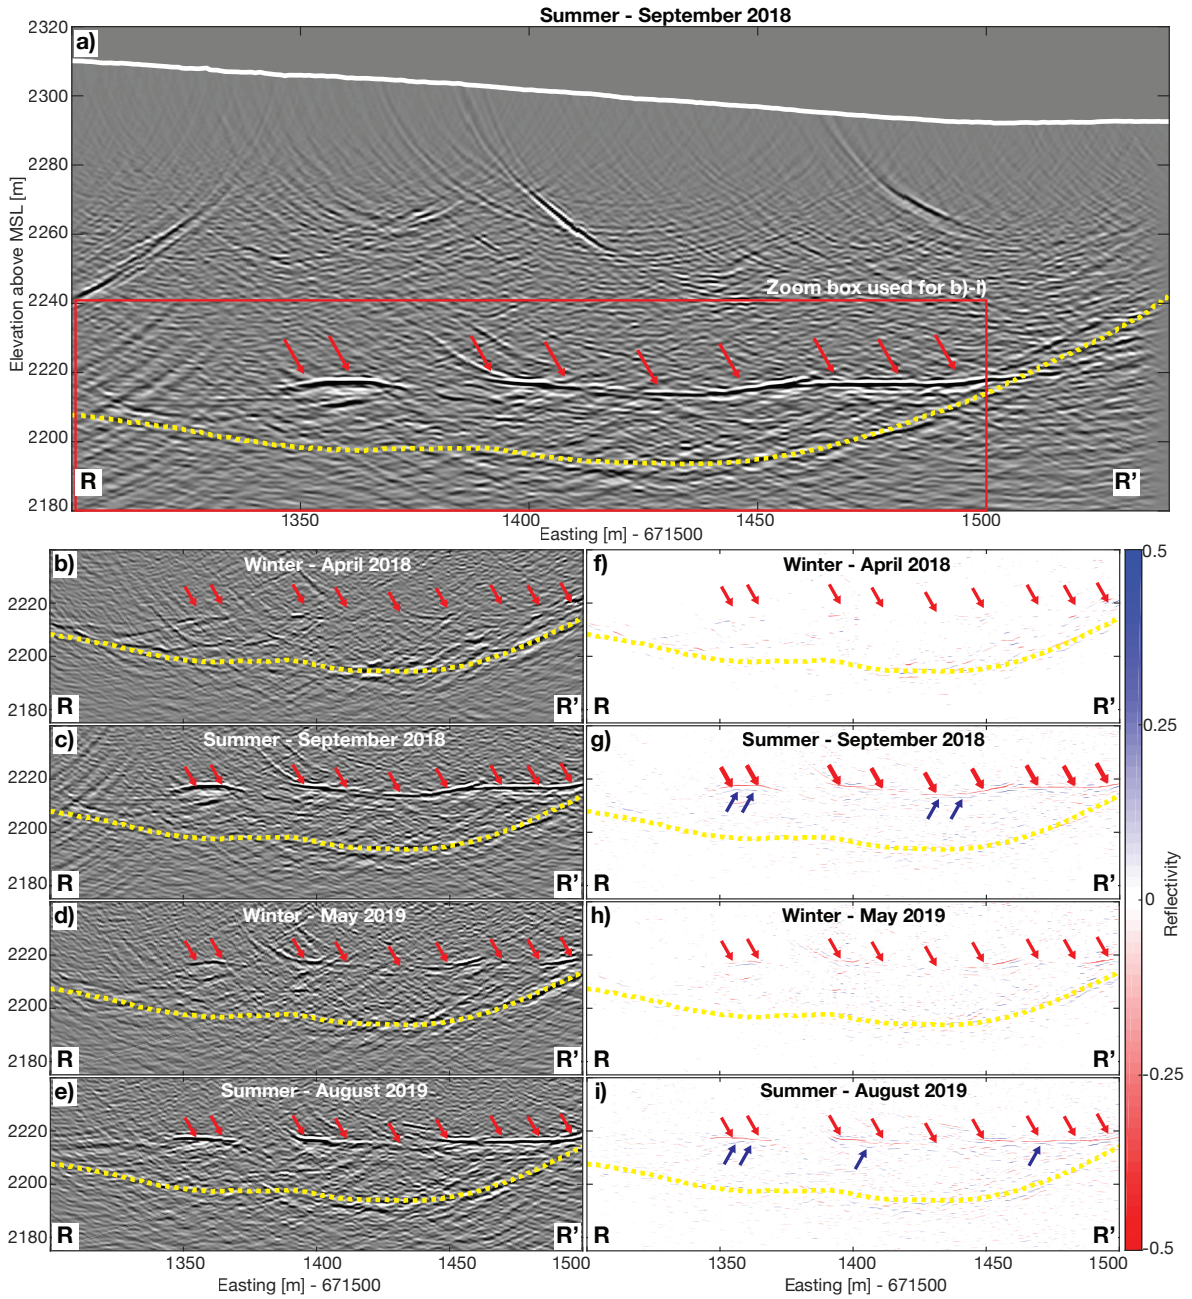 Summer - September 2018
a)
2320
2300
2280
2260
2240
2220
2200
2180
Elevation above MSL [m]
Zoom box used for b)-i)
R
R’
1350
1400
1450
1500
Easting [m] - 671500
b)
Winter - April 2018
2220
2200
2180
R
R’
f)
Winter - April 2018
R
R’
c)
Summer - September 2018
2220
2200
2180
R
R’
g)
Summer - September 2018
R
R’
d)
Winter - May 2019
2220
2200
2180
R
R’
h)
Winter - May 2019
R
R’
e)
Summer - August 2019
2220
2200
2180
R
R’
i)
Summer - August 2019
R
R’
1350
1400
1450
1500
Easting [m] - 671500
1350
1400
1450
1500
Easting [m] - 671500
0.5
0.25
0
-0.25
-0.5
Reflectivity